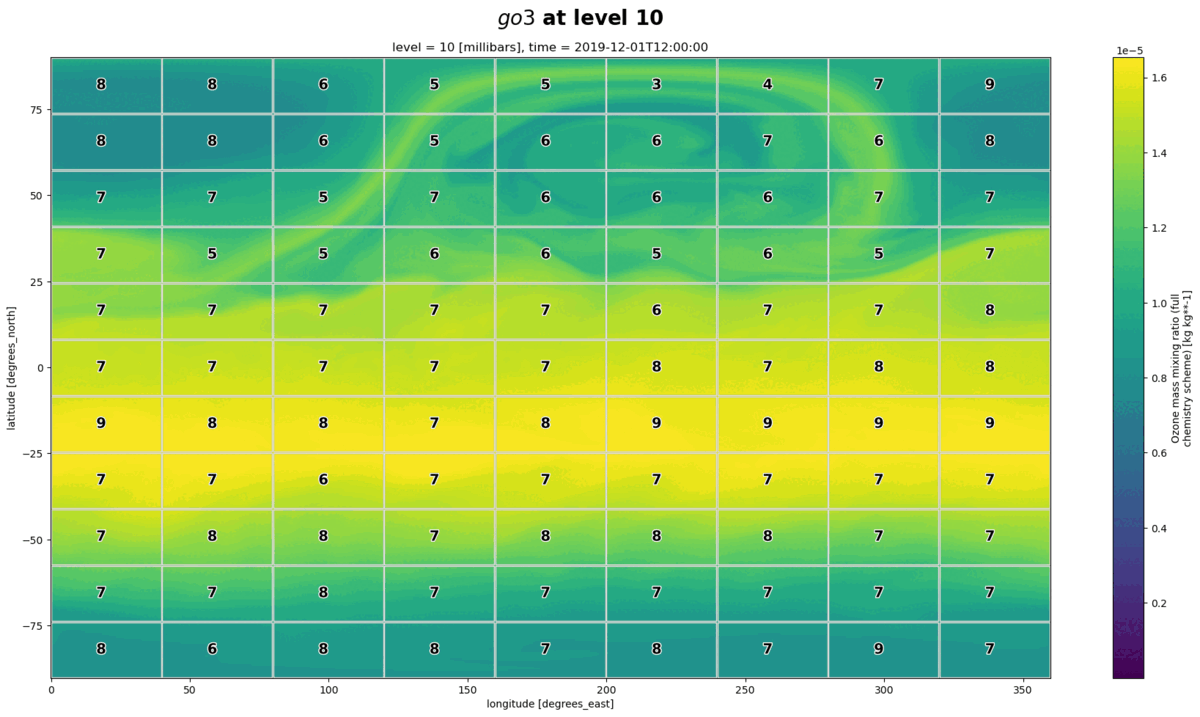 go3 at level 10
level = 10 [millibars], time = 2019-12-01T12:00:00
1e−5
8 8 6 5 5 3 4 7 9
8 8 6 5 6 6 7 6 8
7 7 5 7 6 6 6 7 7
7 5 5 6 6 5 6 5 7
7 7 7 7 7 6 7 7 8
7 7 7 7 7 8 7 8 8
9 8 8 7 8 9 9 9 9
7 7 6 7 7 7 7 7 7
7 8 8 7 8 8 8 7 7
7 7 8 7 7 7 7 7 7
8 6 8 8 7 8 7 9 7
75
50
25
0
−25
−50
−75
latitude [degrees_north]
0 50 100 150 200 250 300 350
longitude [degrees_east]
1.6
1.4
1.2
1.0
0.8
0.6
0.4
0.2
Ozone mass mixing ratio (full
chemistry scheme) [kg kg**-1]